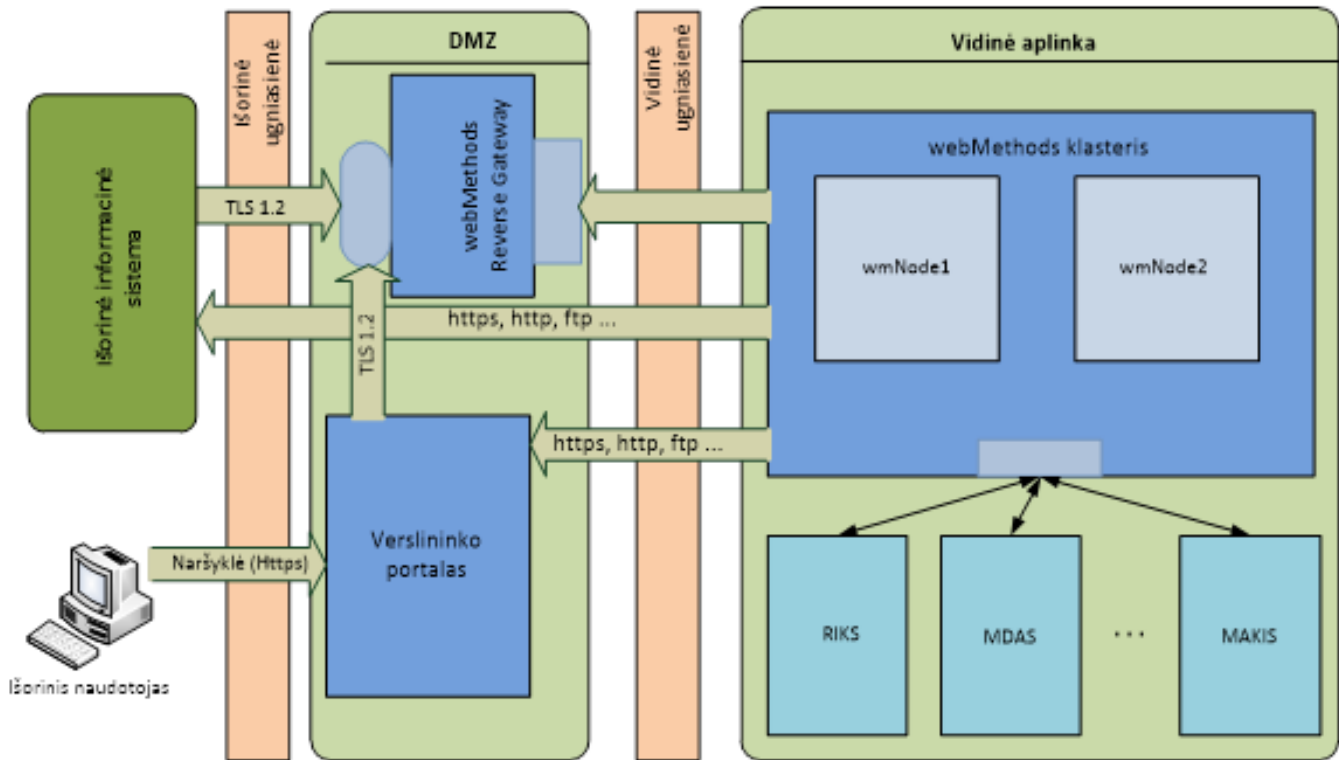 DMZ
Vidinė aplinka
Išorinė
ugniasienė
Vidinė
ugniasienė
Išorinė informacinė
sistema
webMethods
Reverse Gateway
webMethods klasteris
TLS 1.2
wmNode1
wmNode2
https, http, ftp ...
TLS 1.2
https, http, ftp ...
Verslininko
portalas
Naršyklė (Https)
RIKS
MDAS
...
MAKIS
Išorinis naudotojas